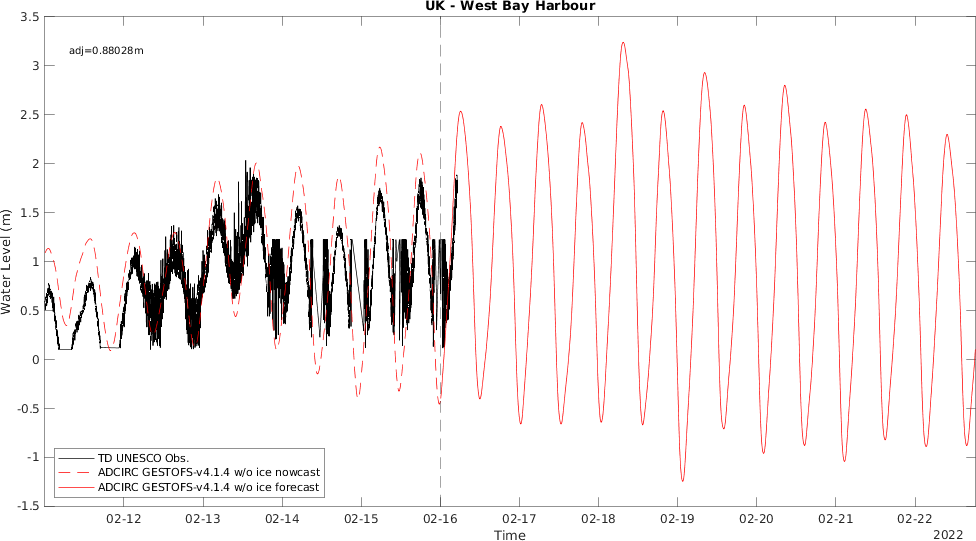 UK - West Bay Harbour
adj=0.88028m
3.5
3
2.5
2
1.5
1
0.5
0
-0.5
-1
-1.5
Water Level (m)
TD UNESCO Obs.
ADCIRC GESTOFS-v4.1.4 w/o ice nowcast
ADCIRC GESTOFS-v4.1.4 w/o ice forecast
02-12 02-13 02-14 02-15 02-16 02-17 02-18 02-19 02-20 02-21 02-22
Time
2022